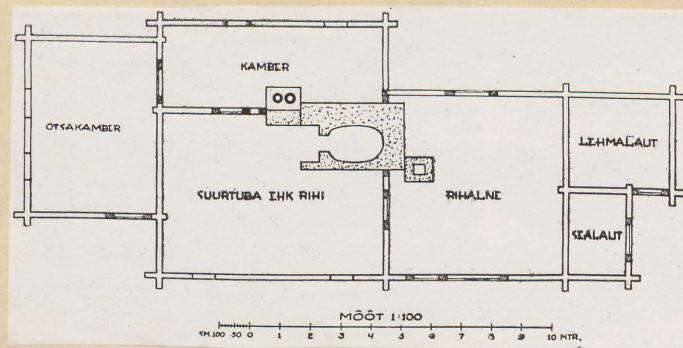 KAMBER
OTSAKAMBER
LEHMALAUT
SUURTUBA EHK RIHI
RIHALNE
SEALAUT
MÕÕT 1:100
SM.100 50 0 1 2 3 4 5 6 7 8 9 10 MTR.